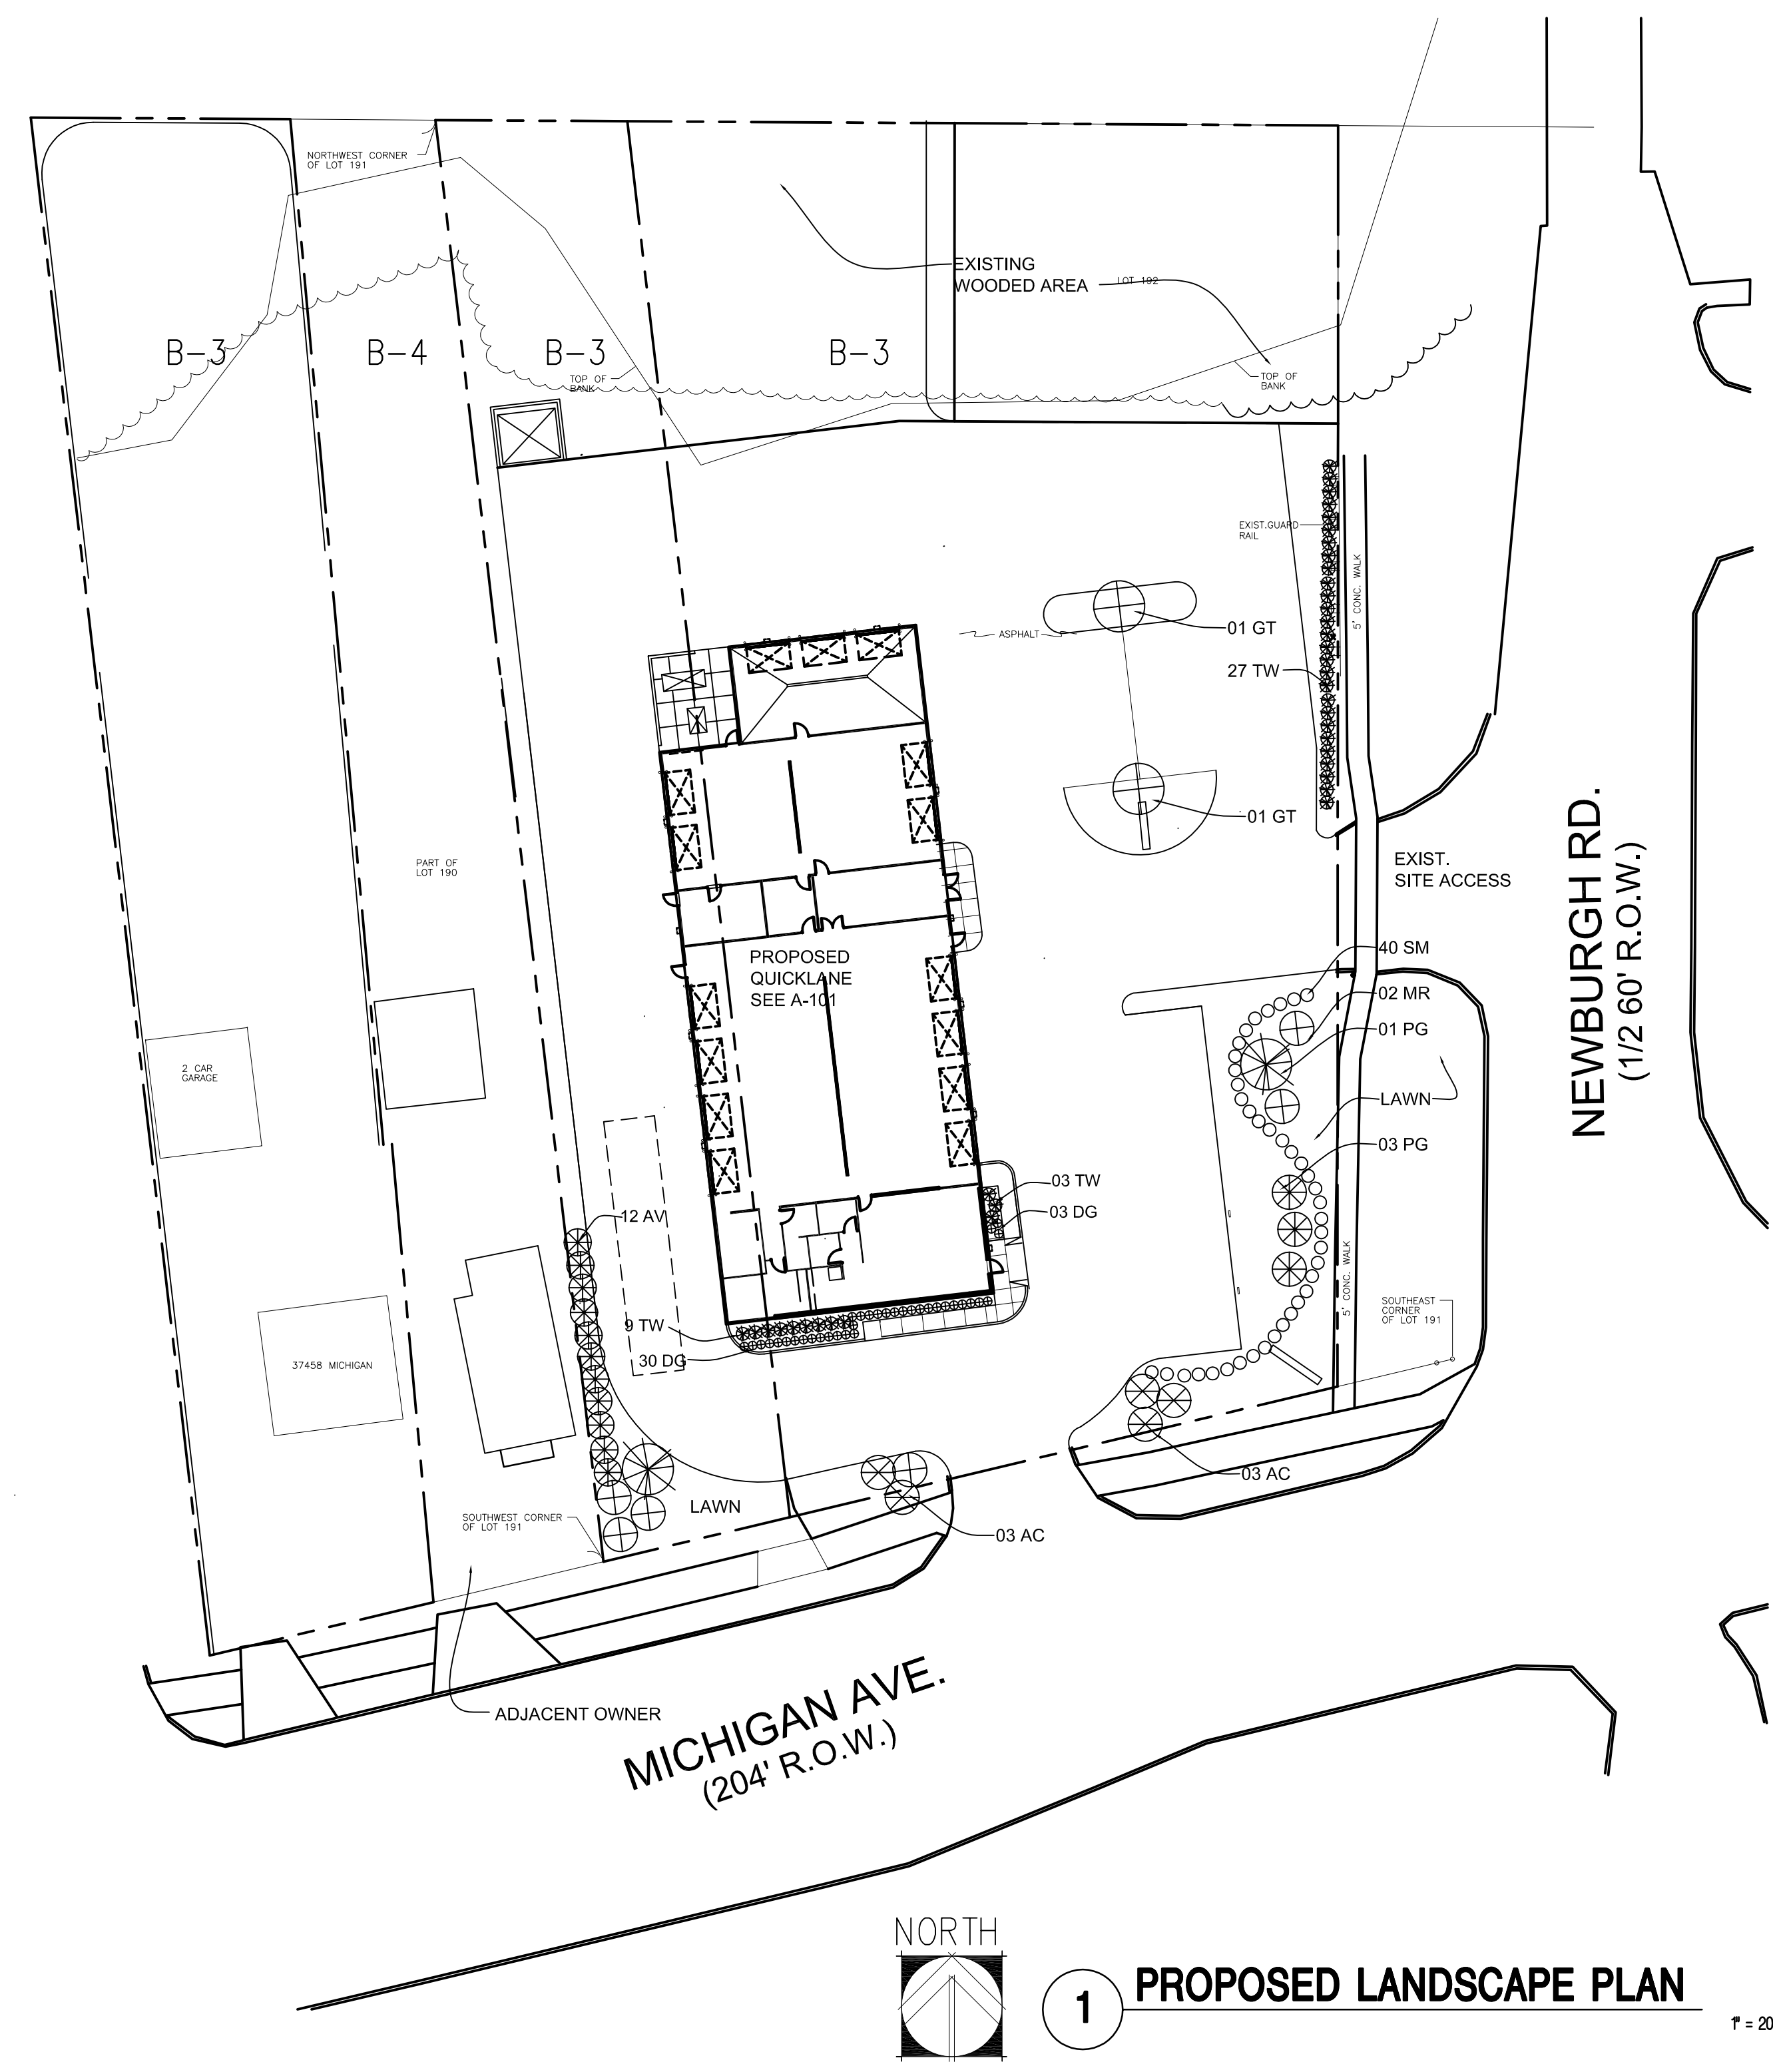 NORTHWEST CORNER
OF LOT 191
EXISTING
WOODED AREA
LOT 192
B-3
B-4
B-3
B-3
TOP OF
BANK
TOP OF
BANK
EXIST.GUARD
RAIL
5' CONC. WALK
ASPHALT
01 GT
27 TW
01 GT
NEWBURGH RD.
(1/2 60' R.O.W.)
PART OF
LOT 190
EXIST.
SITE ACCESS
PROPOSED
QUICKLANE
SEE A-101
40 SM
02 MR
01 PG
2 CAR
GARAGE
LAWN
03 PG
03 TW
03 DG
12 AV
5' CONC. WALK
SOUTHEAST
CORNER
OF LOT 191
9 TW
30 DG
37458 MICHIGAN
03 AC
LAWN
SOUTHWEST CORNER
OF LOT 191
03 AC
ADJACENT OWNER
MICHIGAN AVE.
(204' R.O.W.)
NORTH
1
PROPOSED LANDSCAPE PLAN
1" = 20